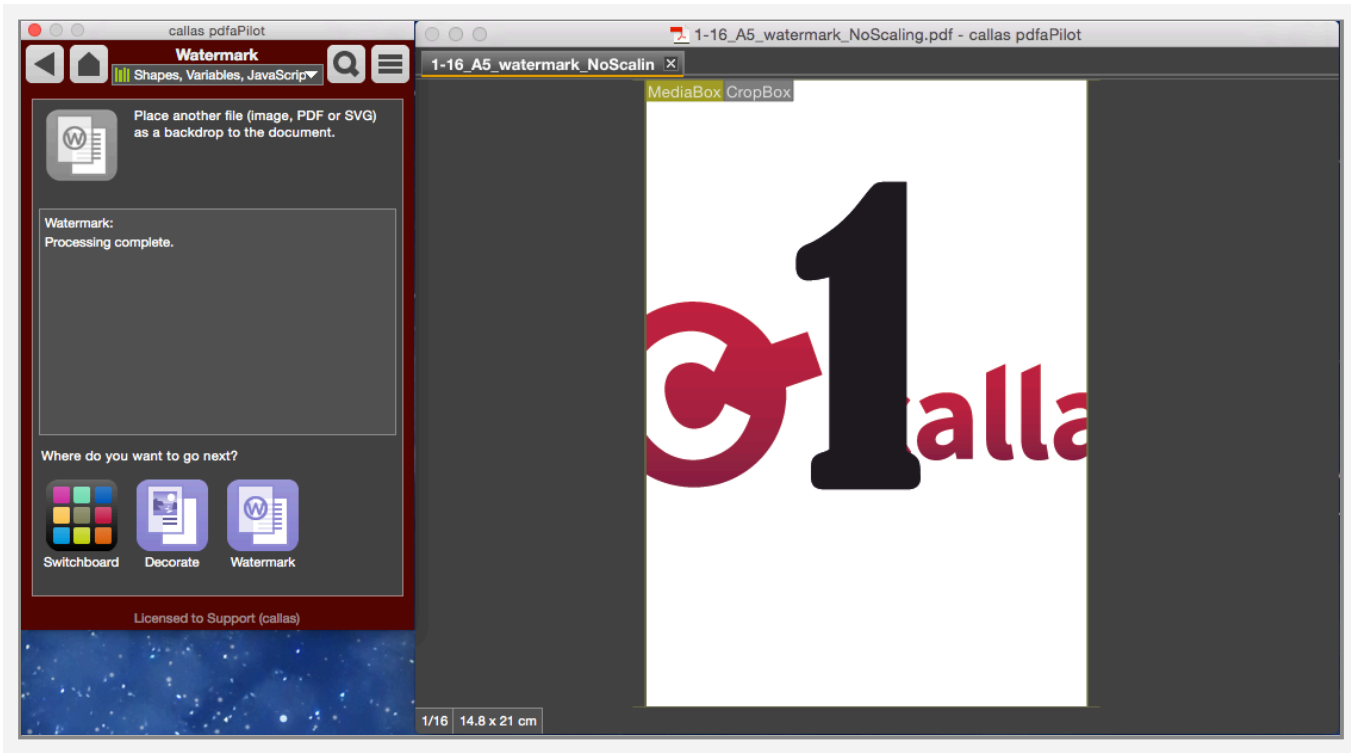 callas pdfaPilot
Watermark
Shapes, Variables, JavaScrip
Place another file (image, PDF or SVG)
as a backdrop to the document.
W
Watermark:
Processing complete.
Where do you want to go next?
W
Switchboard
Decorate
Watermark
Licensed to Support (callas)
1-16_A5_watermark_NoScaling.pdf - callas pdfaPilot
1-16_A5_watermark_NoScalin
MediaBox
CropBox
1
C
calla
1/16
14.8 x 21 cm